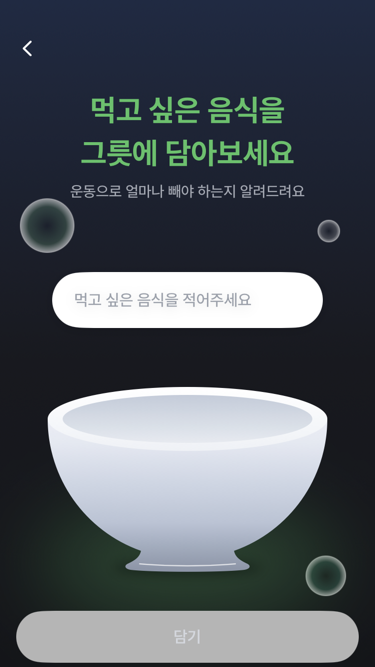 먹고 싶은 음식을
그릇에 담아보세요
운동으로 얼마나 빼야 하는지 알려드려요
먹고 싶은 음식을 적어주세요
담기